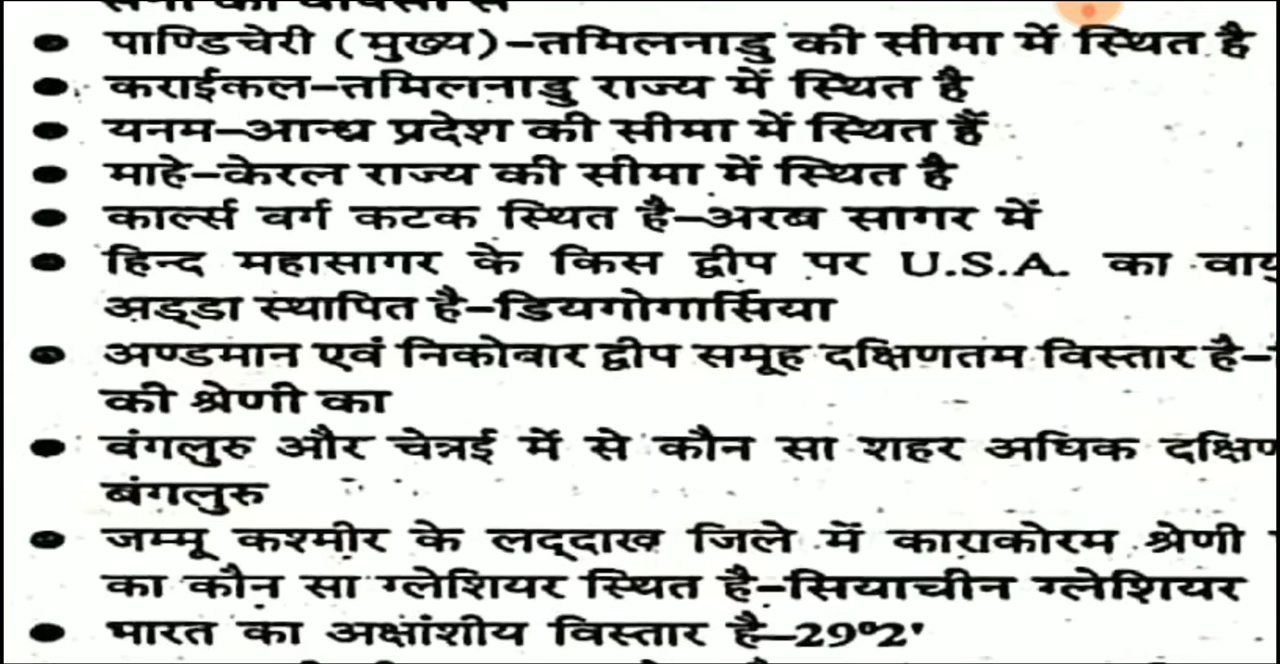 • पाण्डिचेरी (मुख्य)–तमिलनाडु की सीमा में स्थित है
• कराईकल–तमिलनाडु राज्य में स्थित है
• यनम–आन्ध्र प्रदेश की सीमा में स्थित हैं
• माहे–केरल राज्य की सीमा में स्थित है
• कार्ल्स वर्ग कटक स्थित है–अरब सागर में
• हिन्द महासागर के किस द्वीप पर U.S.A. का
अड्डा स्थापित है–डियगोगार्सिया
• अण्डमान एवं निकोबार द्वीप समूह दक्षिणतम विस्तार है–
की श्रेणी का
• वंगलुरु और चेन्नई में से कौन सा शहर अधिक
बंगलुरु
• जम्मू कश्मीर के लद्दाख जिले में काराकोरम श्रेणी
का कौन सा ग्लेशियर स्थित है–सियाचीन ग्लेशियर
• भारत का अक्षांशीय विस्तार है–29°2'